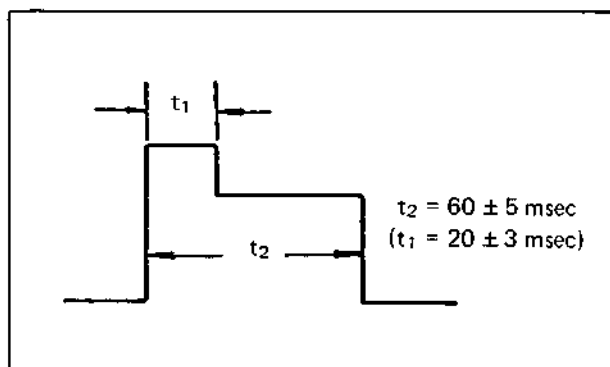 t₁
t₂ = 60 ± 5 msec
(t₁ = 20 ± 3 msec)
t₂